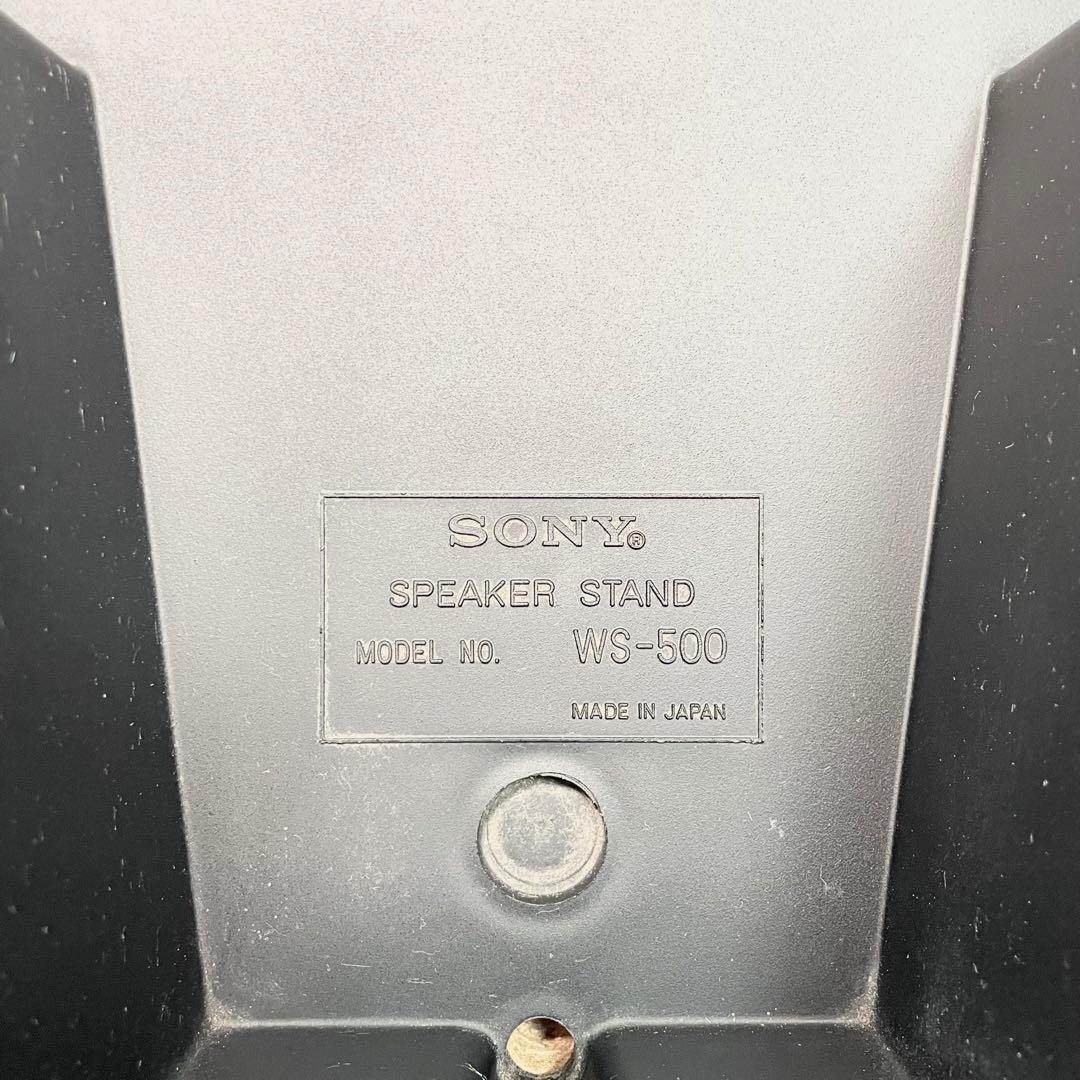 SONY®
SPEAKER STAND
MODEL NO. WS-500
MADE IN JAPAN